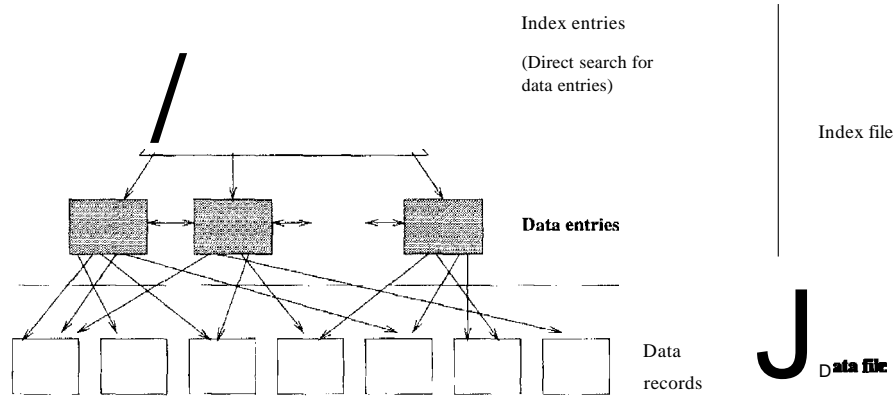 Index entries
(Direct search for
data entries)
Index file
Data entries
Data
records
Data file